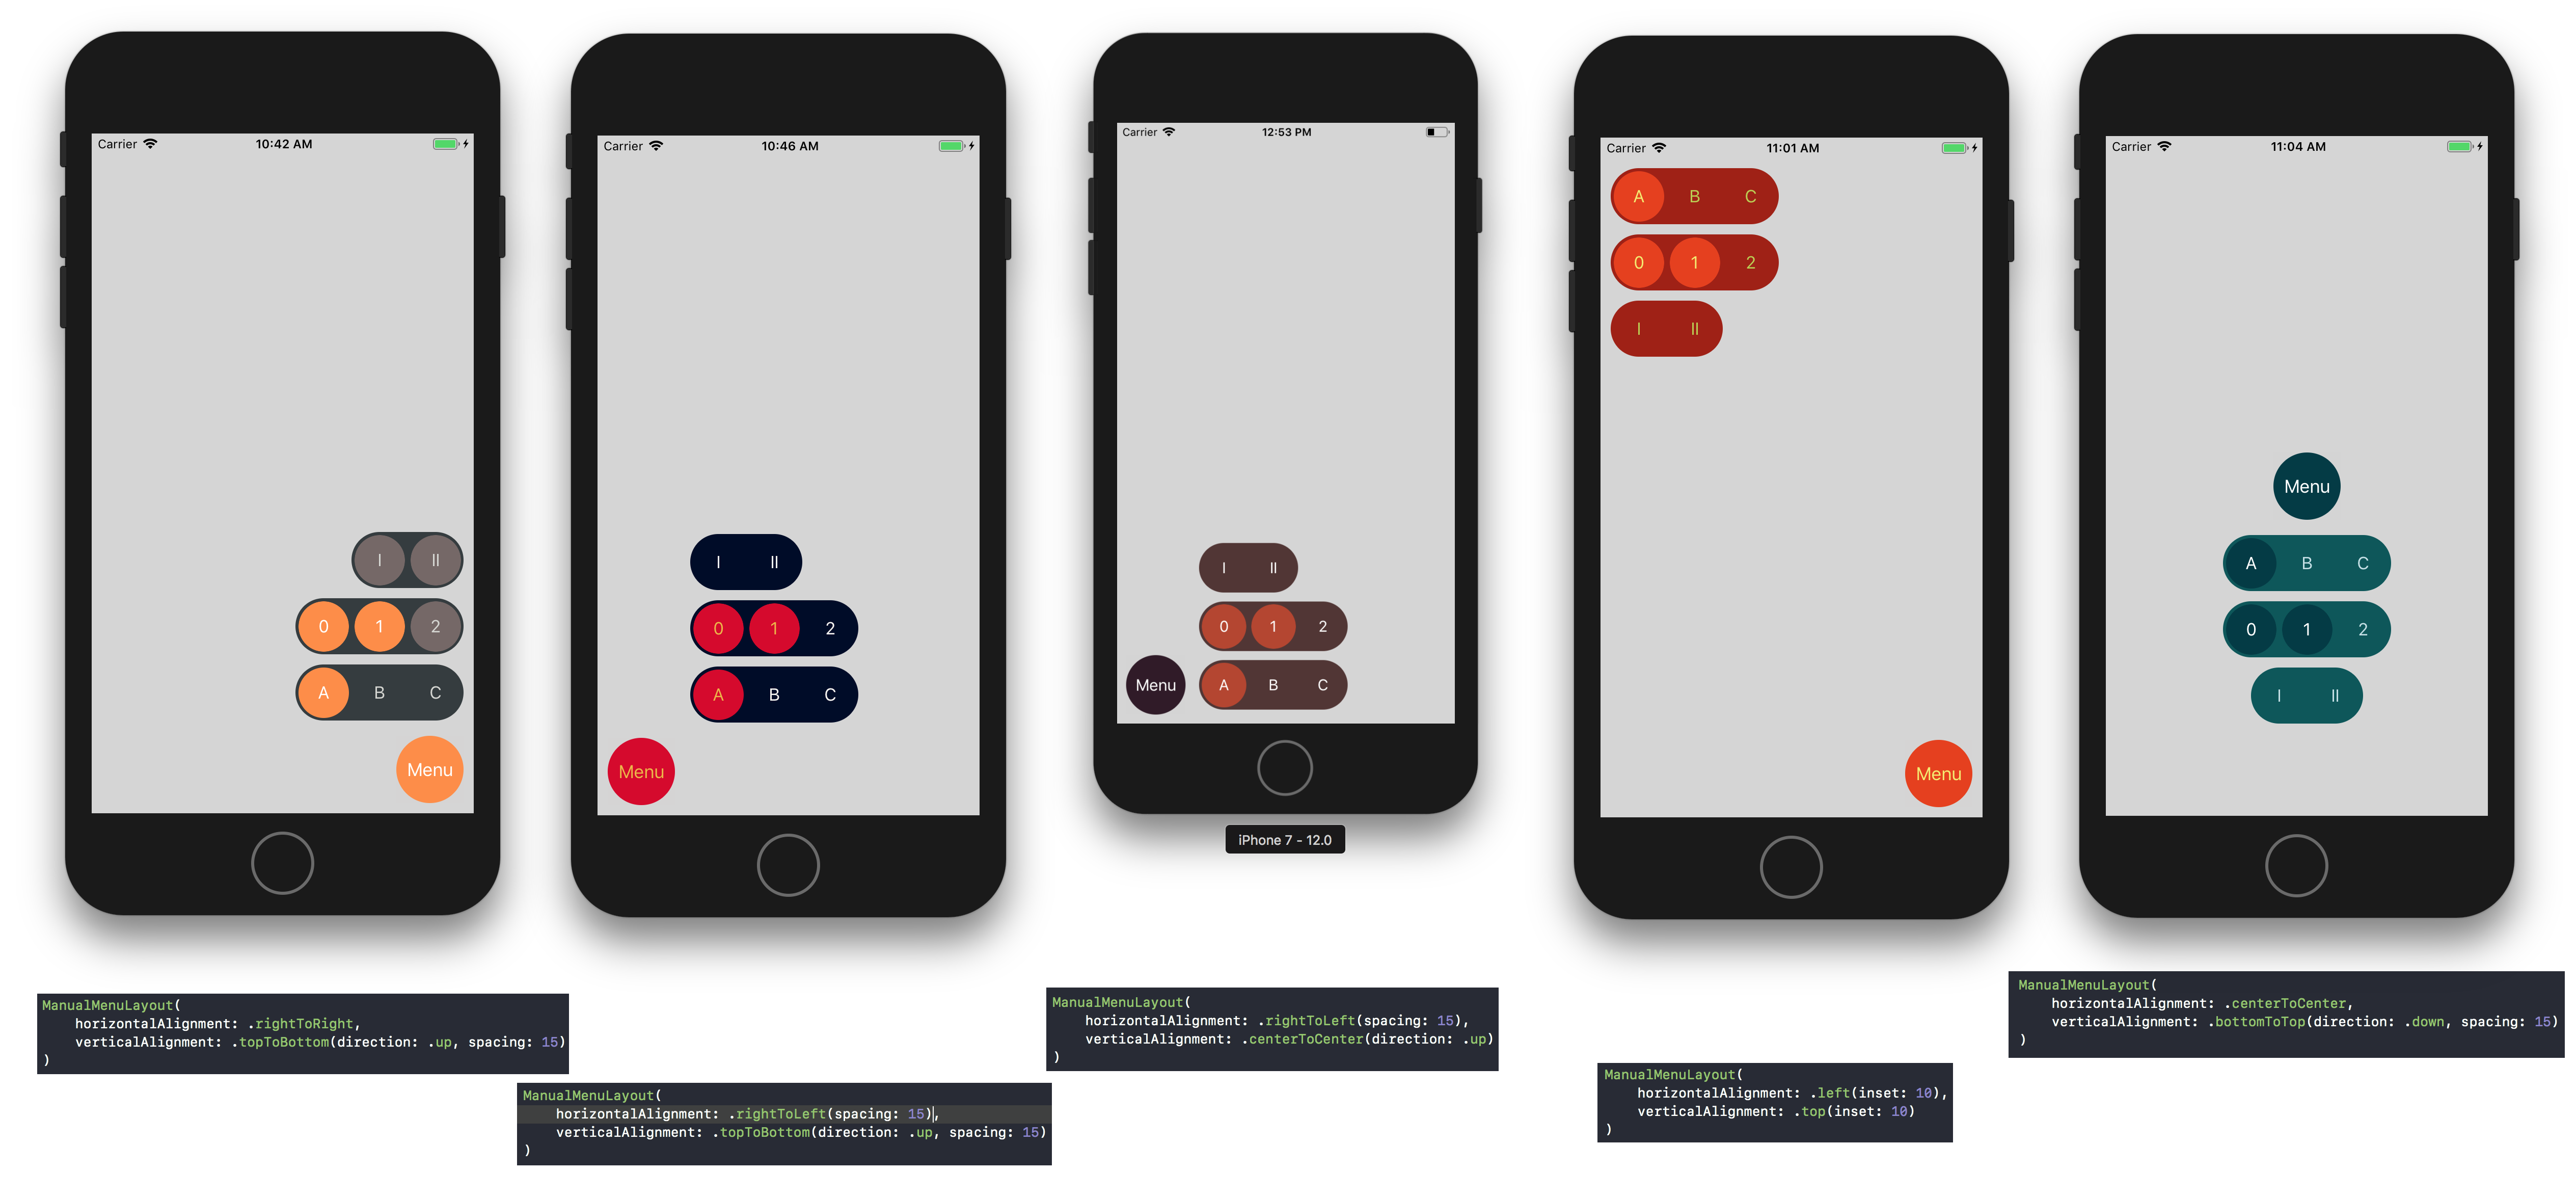 Carrier 10:42 AM
I II
0 1 2
A B C
Menu
Carrier 10:46 AM
I II
0 1 2
A B C
Menu
Carrier 12:53 PM
I II
0 1 2
Menu A B C
iPhone 7 - 12.0
Carrier 11:01 AM
A B C
0 1 2
I II
Menu
Carrier 11:04 AM
Menu
A B C
0 1 2
I II
ManualMenuLayout(
horizontalAlignment: .rightToRight,
verticalAlignment: .topToBottom(direction: .up, spacing: 15)
)
ManualMenuLayout(
horizontalAlignment: .rightToLeft(spacing: 15),
verticalAlignment: .topToBottom(direction: .up, spacing: 15)
)
ManualMenuLayout(
horizontalAlignment: .rightToLeft(spacing: 15),
verticalAlignment: .centerToCenter(direction: .up)
)
ManualMenuLayout(
horizontalAlignment: .left(inset: 10),
verticalAlignment: .top(inset: 10)
)
ManualMenuLayout(
horizontalAlignment: .centerToCenter,
verticalAlignment: .bottomToTop(direction: .down, spacing: 15)
)